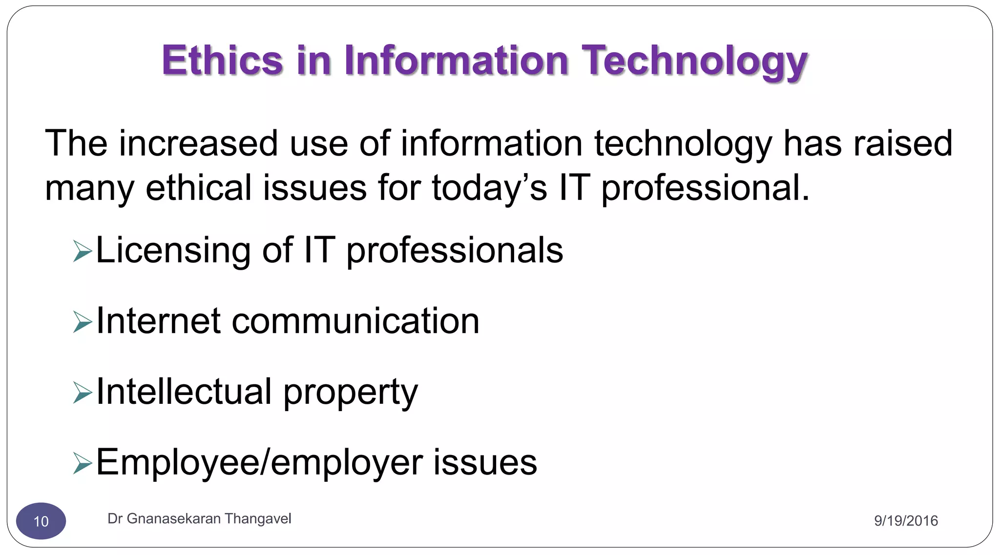 Ethics in Information Technology
The increased use of information technology has raised
many ethical issues for today’s IT professional.
➢Licensing of IT professionals
➢Internet communication
➢Intellectual property
➢Employee/employer issues
10
Dr Gnanasekaran Thangavel
9/19/2016